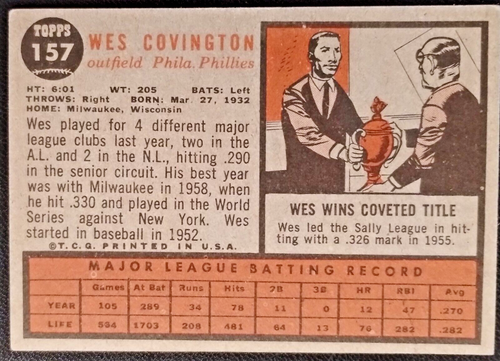 TOPPS
157
WES COVINGTON
outfield Phila. Phillies
HT: 6:01 WT: 205 BATS: Left
THROWS: Right BORN: Mar. 27, 1932
HOME: Milwaukee, Wisconsin
Wes played for 4 different major
league clubs last year, two in the
A.L. and 2 in the N.L., hitting .290
in the senior circuit. His best year
was with Milwaukee in 1958, when
he hit .330 and played in the World
Series against New York. Wes
started in baseball in 1952.
©T.C.G. PRINTED IN U.S.A.
WES WINS COVETED TITLE
Wes led the Sally League in hit-
ting with a .326 mark in 1955.
MAJOR LEAGUE BATTING RECORD
Games At Bat Runs Hits 2B 3B HR RBI Avg
YEAR 105 289 34 78 11 0 12 47 .270
LIFE 504 1703 208 481 64 13 76 282 .282